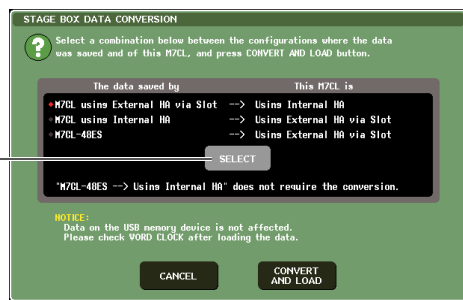 STAGE BOX DATA CONVERSION
Select a combination below between the configurations where the data
was saved and of this M7CL, and press CONVERT AND LOAD button.
The data saved by This M7CL is
M7CL using External HA via Slot --> Using Internal HA
M7CL using Internal HA --> Using External HA via Slot
M7CL-48ES --> Using External HA via Slot
SELECT
"M7CL-48ES --> Using Internal HA" does not require the conversion.
NOTICE:
Data on the USB memory device is not affected.
Please check WORD CLOCK after loading the data.
CANCEL
CONVERT
AND LOAD